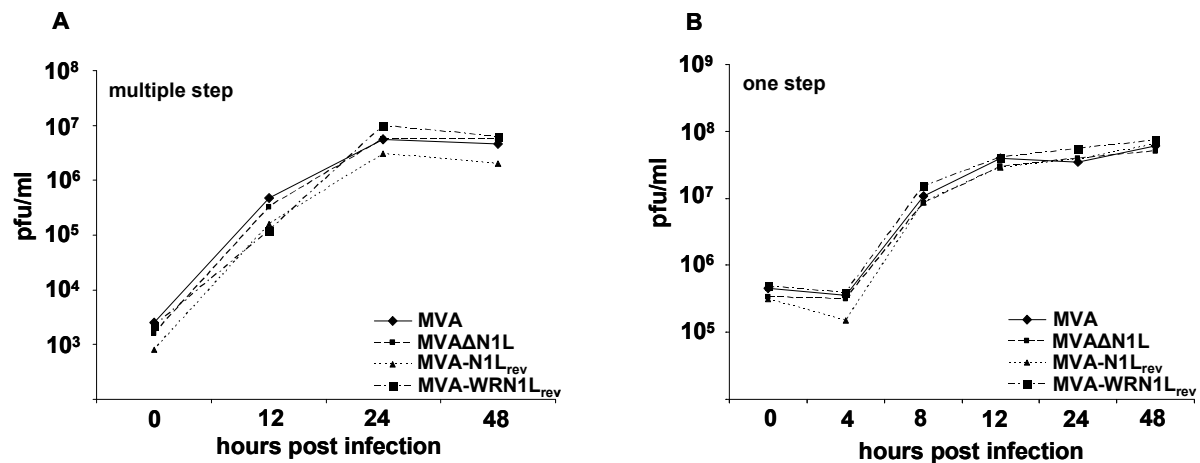 A
multiple step
pfu/ml
10⁸
10⁷
10⁶
10⁵
10⁴
10³
0 12 24 48
hours post infection
MVA
MVAΔN1L
MVA-N1Lrev
MVA-WRN1Lrev
B
one step
pfu/ml
10⁹
10⁸
10⁷
10⁶
10⁵
0 4 8 12 24 48
hours post infection
MVA
MVAΔN1L
MVA-N1Lrev
MVA-WRN1Lrev